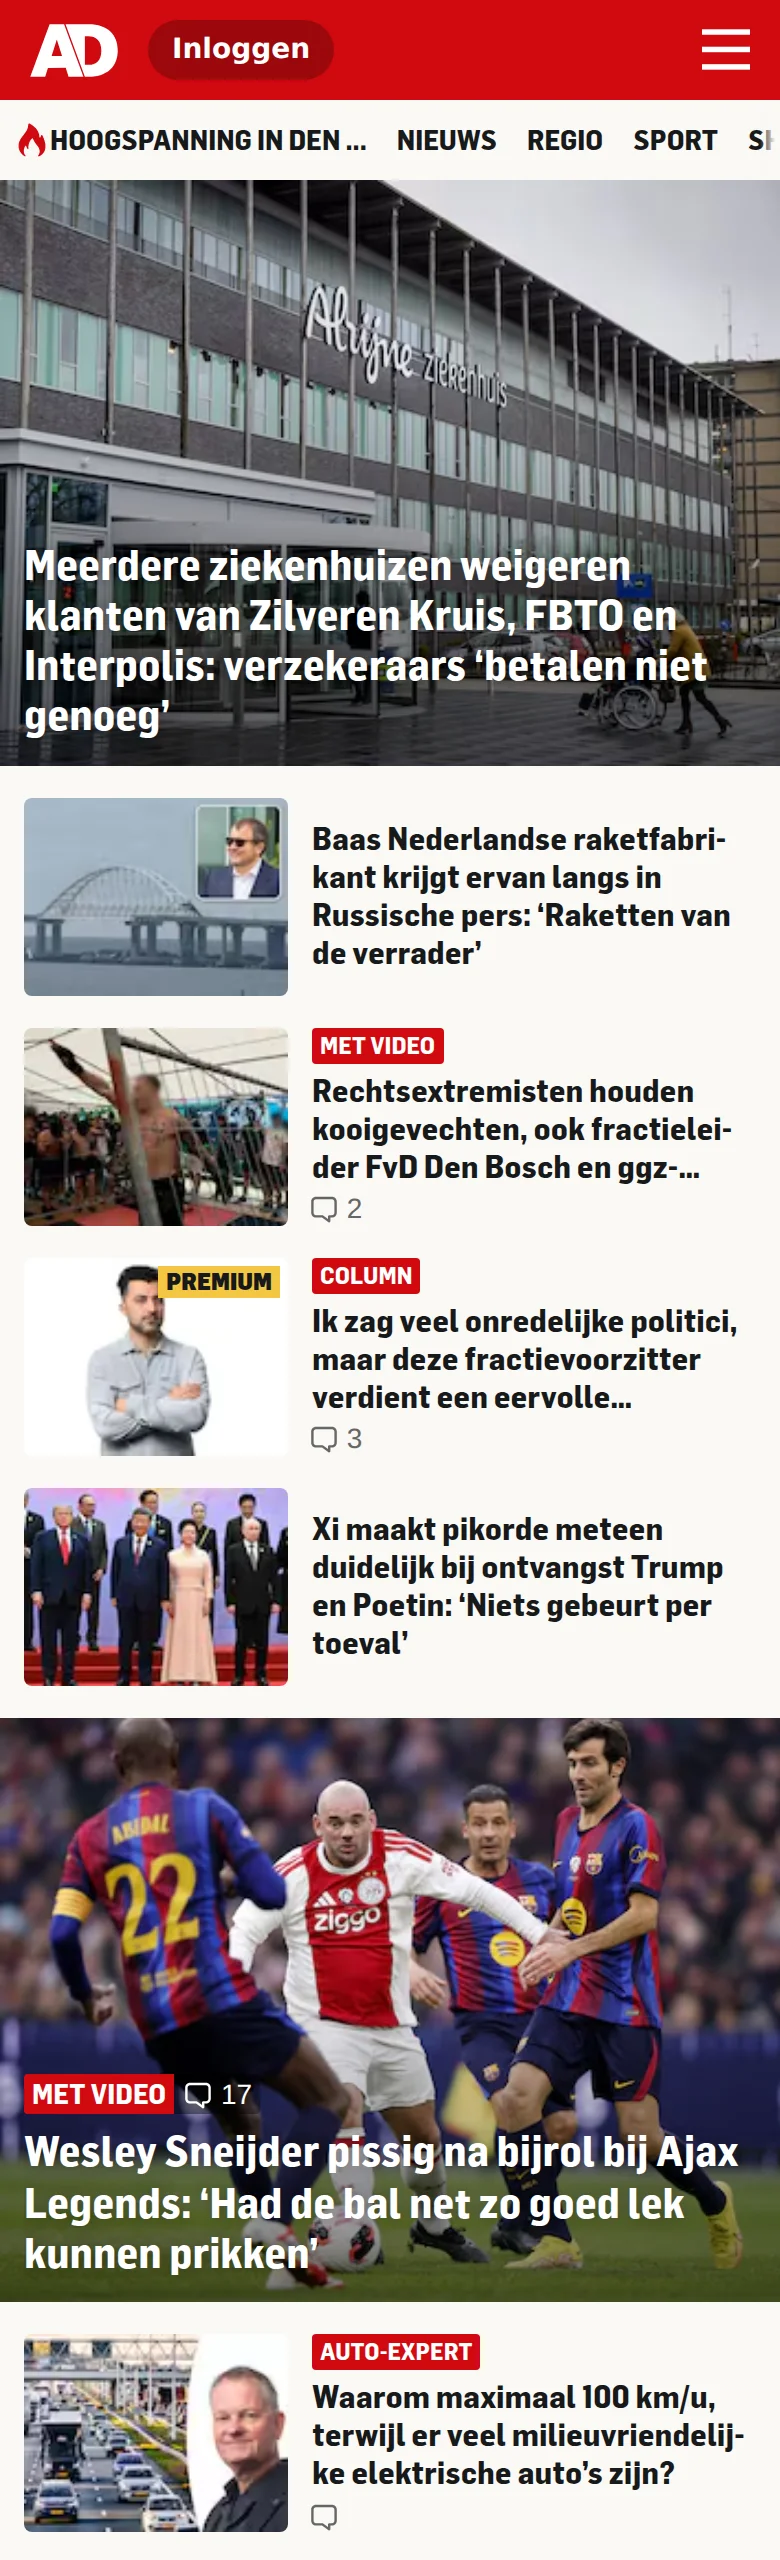 AD
Inloggen
HOOGSPANNING IN DEN ...
NIEUWS
REGIO
SPORT
Alrijne ziekenhuis
Meerdere ziekenhuizen weigeren
klanten van Zilveren Kruis, FBTO en
Interpolis: verzekeraars ‘betalen niet
genoeg’
Baas Nederlandse raketfabri-
kant krijgt ervan langs in
Russische pers: ‘Raketten van
de verrader’
MET VIDEO
Rechtsextremisten houden
kooigevechten, ook fractielei-
der FvD Den Bosch en ggz-...
2
PREMIUM
COLUMN
Ik zag veel onredelijke politici,
maar deze fractievoorzitter
verdient een eervolle...
3
Xi maakt pikorde meteen
duidelijk bij ontvangst Trump
en Poetin: ‘Niets gebeurt per
toeval’
ABIDAL
22
ziggo
MET VIDEO
17
Wesley Sneijder pissig na bijrol bij Ajax
Legends: ‘Had de bal net zo goed lek
kunnen prikken’
AUTO-EXPERT
Waarom maximaal 100 km/u,
terwijl er veel milieuvriendelij-
ke elektrische auto’s zijn?